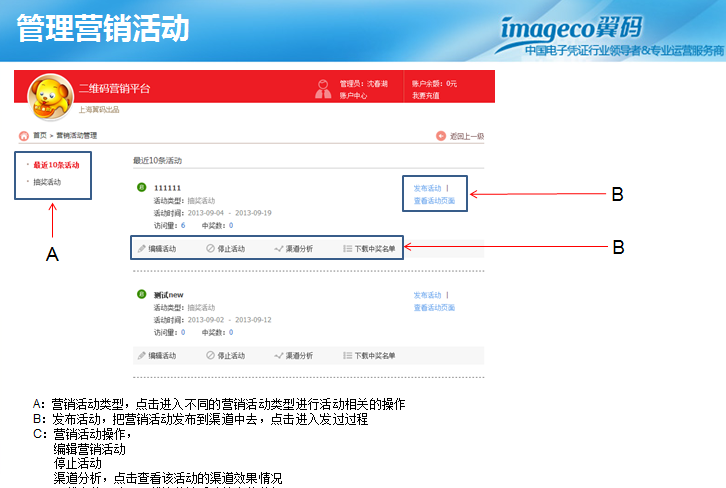 管理营销活动
imageco翼码
中国电子凭证行业领导者&专业运营服务商
二维码营销平台
上海翼码出品
管理员：沈春湖
账户中心
账户余额：0元
我要充值
首页 > 营销活动管理
返回上一级
最近10条活动
抽奖活动
A
最近10条活动
111111
活动类型：抽奖活动
活动时间：2013-09-04 - 2013-09-19
访问量：6 中奖数：0
发布活动 |
查看活动页面
B
编辑活动 停止活动 渠道分析 下载中奖名单
B
测试new
活动类型：抽奖活动
活动时间：2013-09-02 - 2013-09-12
访问量：0 中奖数：0
发布活动 |
查看活动页面
编辑活动 停止活动 渠道分析 下载中奖名单
A：营销活动类型，点击进入不同的营销活动类型进行活动相关的操作
B：发布活动，把营销活动发布到渠道中去，点击进入发过过程
C：营销活动操作，
编辑营销活动
停止活动
渠道分析，点击查看该活动的渠道效果情况